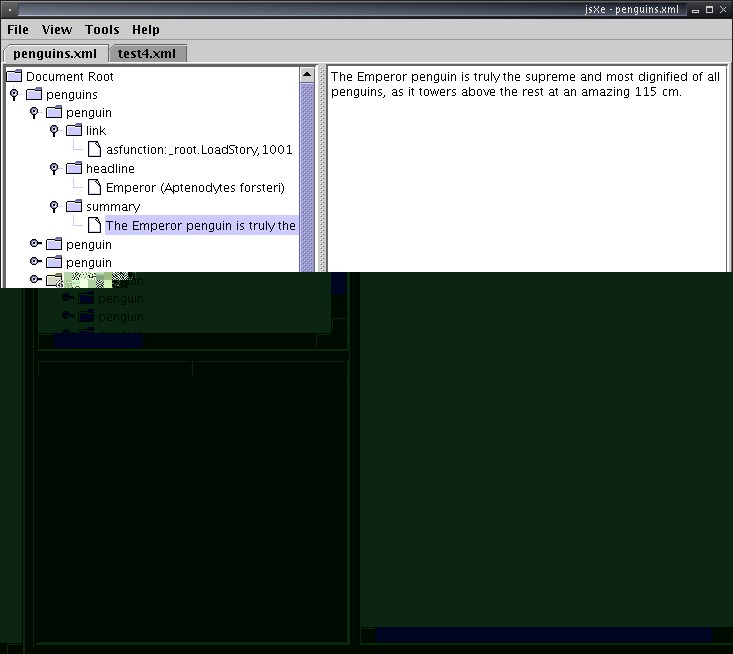 jsXe - penguins.xml
File View Tools Help
penguins.xml test4.xml
Document Root
penguins
penguin
link
asfunction:_root.LoadStory,1001
headline
Emperor (Aptenodytes forsteri)
summary
The Emperor penguin is truly the
penguin
penguin
penguin
penguin
The Emperor penguin is truly the supreme and most dignified of all
penguins, as it towers above the rest at an amazing 115 cm.